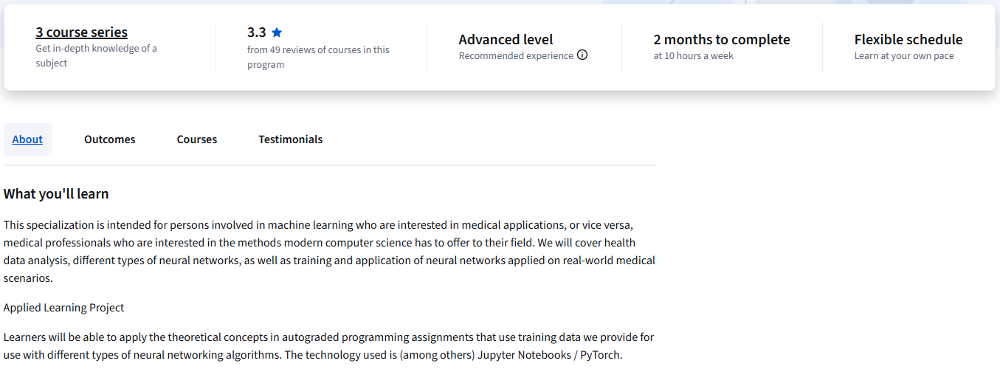 3 course series
Get in-depth knowledge of a
subject
3.3
from 49 reviews of courses in this
program
Advanced level
Recommended experience
2 months to complete
at 10 hours a week
Flexible schedule
Learn at your own pace
About
Outcomes
Courses
Testimonials
What you'll learn
This specialization is intended for persons involved in machine learning who are interested in medical applications, or vice versa,
medical professionals who are interested in the methods modern computer science has to offer to their field. We will cover health
data analysis, different types of neural networks, as well as training and application of neural networks applied on real-world medical
scenarios.
Applied Learning Project
Learners will be able to apply the theoretical concepts in autograded programming assignments that use training data we provide for
use with different types of neural networking algorithms. The technology used is (among others) Jupyter Notebooks / PyTorch.